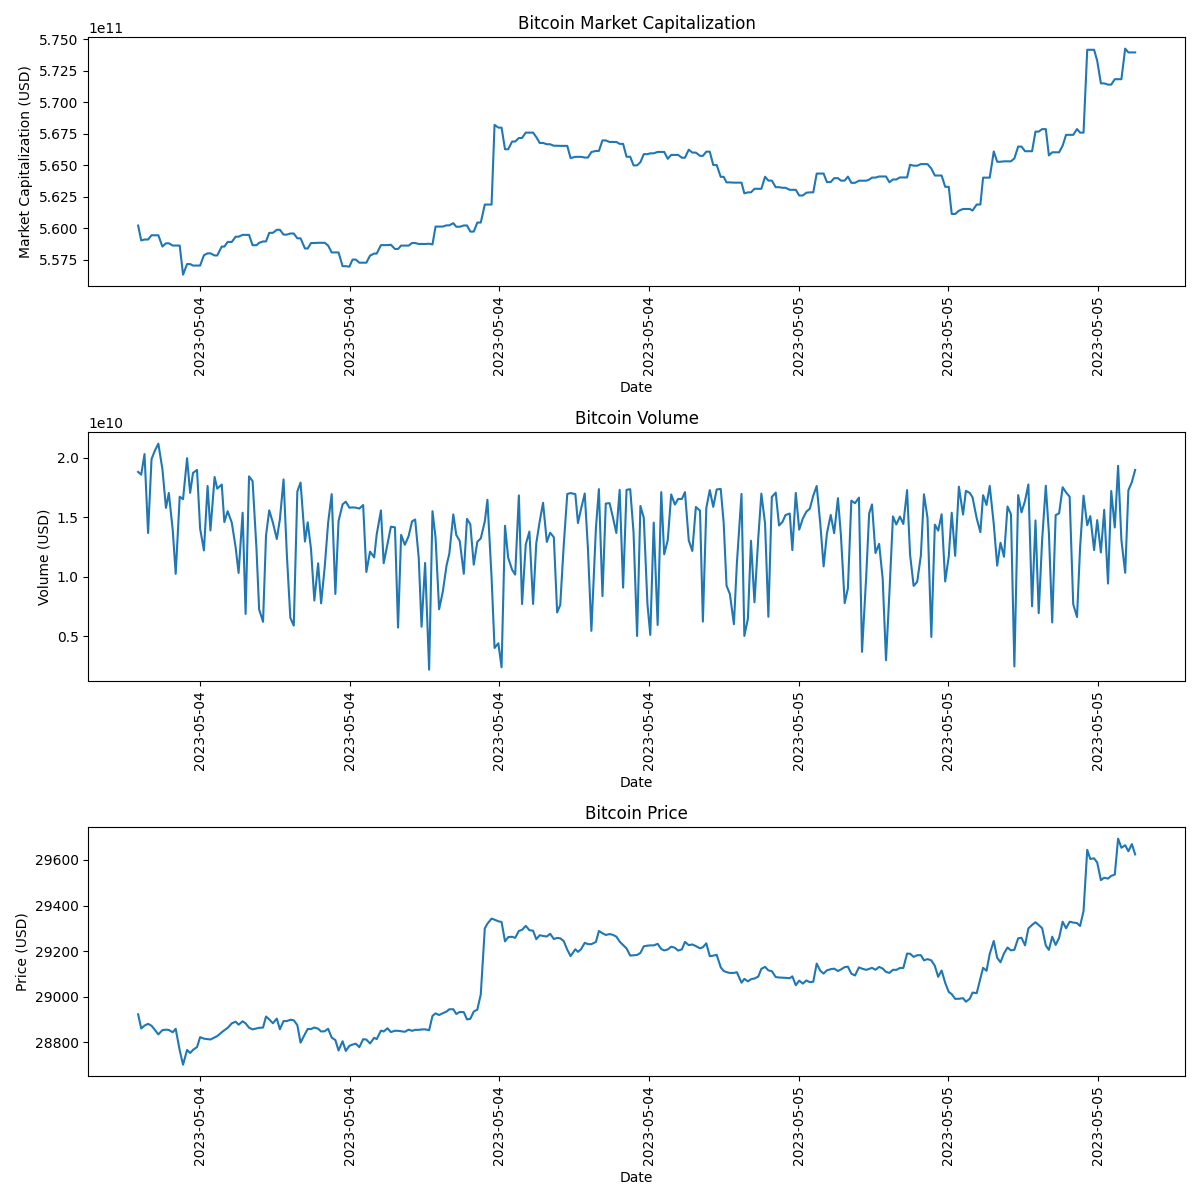 Bitcoin Market Capitalization
1e11
5.750
5.725
5.700
5.675
5.650
5.625
5.600
5.575
Market Capitalization (USD)
2023-05-04 2023-05-04 2023-05-04 2023-05-04 2023-05-05 2023-05-05 2023-05-05
Date
Bitcoin Volume
1e10
2.0
1.5
1.0
0.5
Volume (USD)
2023-05-04 2023-05-04 2023-05-04 2023-05-04 2023-05-05 2023-05-05 2023-05-05
Date
Bitcoin Price
29600
29400
29200
29000
28800
Price (USD)
2023-05-04 2023-05-04 2023-05-04 2023-05-04 2023-05-05 2023-05-05 2023-05-05
Date